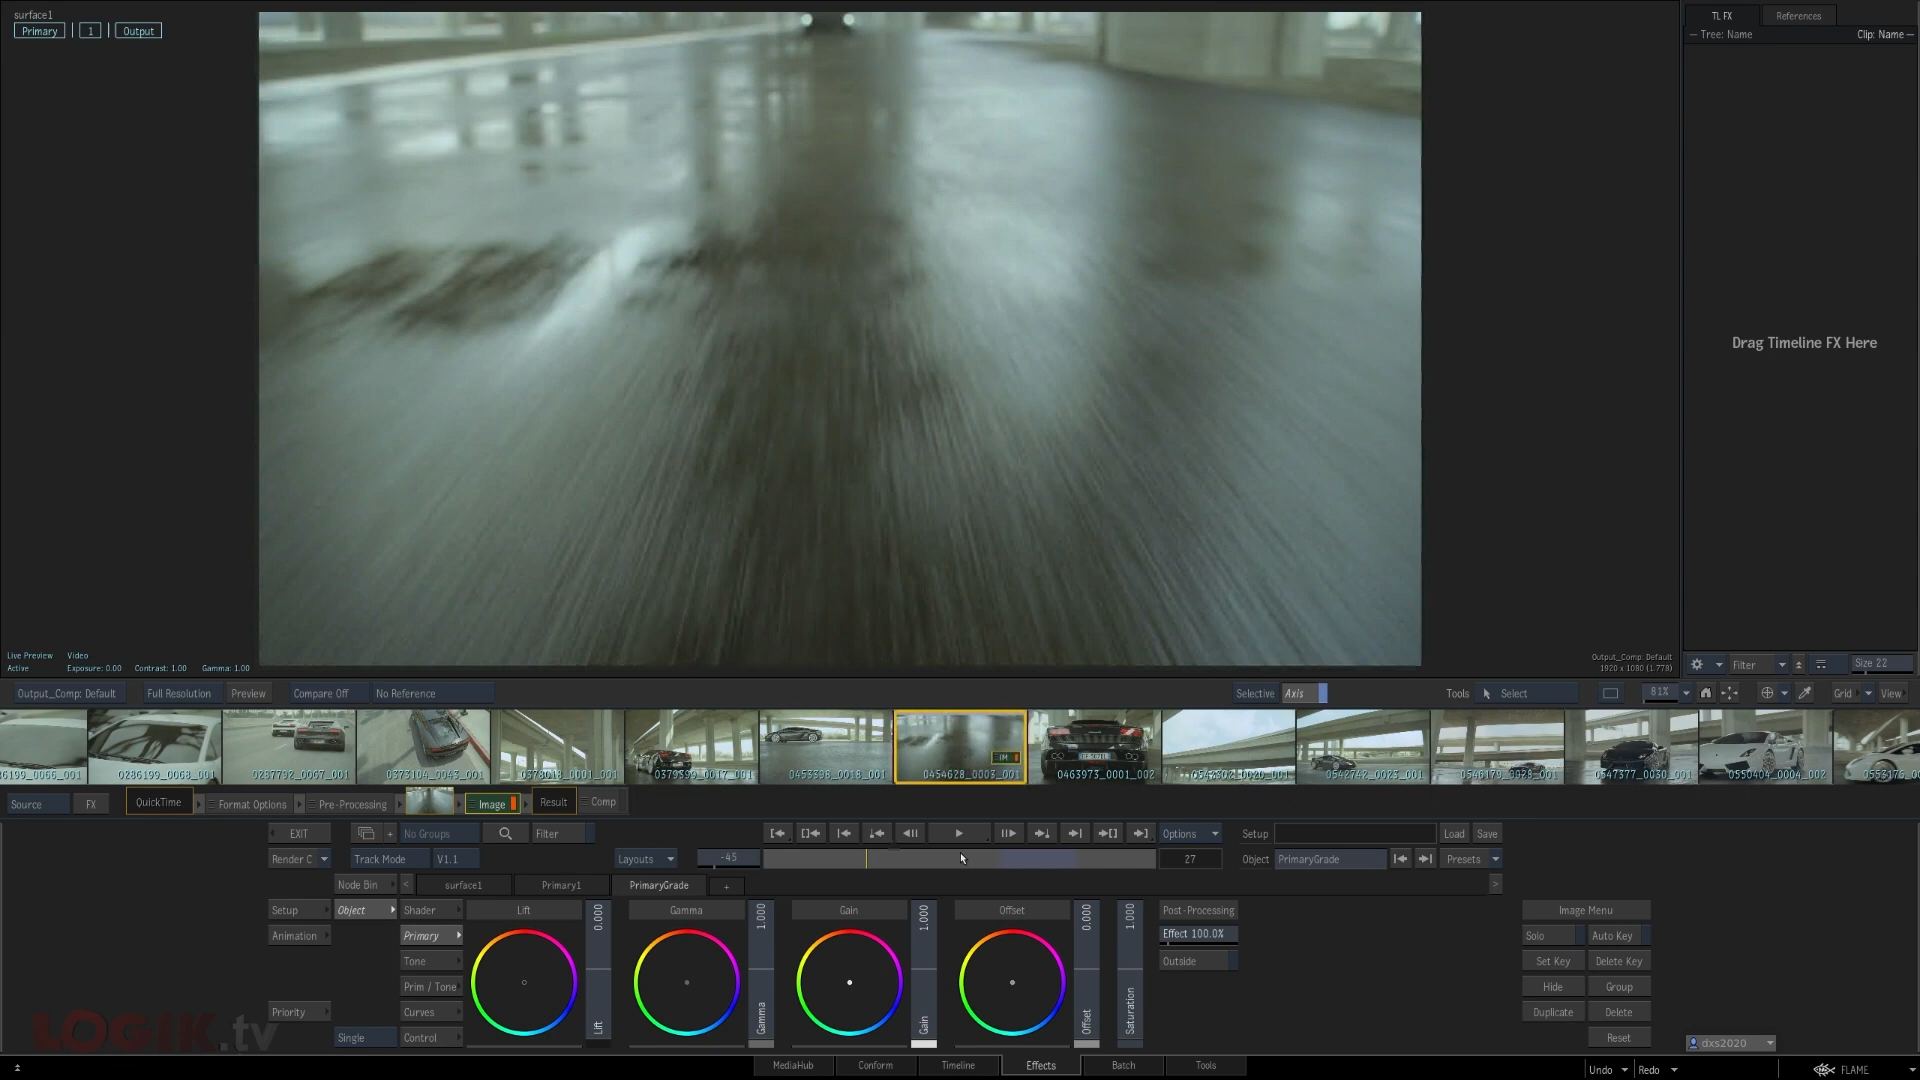 surface1
Primary 1 Output
TL FX References
Tree: Name Clip: Name
Drag Timeline FX Here
Live Preview Video
Active Exposure: 0.00 Contrast: 1.00 Gamma: 1.00
Output_Comp: Default
1920 x 1080 (1.778)
Filter Size 22
Output_Comp: Default Full Resolution Preview Compare Off No Reference Selective Axis Tools Select 81% Grid View
6199_0066_001 0286199_0068_001 0287792_0067_001 0373104_0043_001 0378018_0001_001 0379599_0017_001 0453398_0018_001 0454628_0003_001 0463973_0001_002 0542742_0023_001 0546179_0028_001 0547377_0030_001 0550404_0004_002
IM
Source FX QuickTime Format Options Pre-Processing Image Result Comp
EXIT + No Groups Filter Options Setup Load Save
Render C Track Mode V1.1 Layouts -45 27 Object PrimaryGrade Presets
Node Bin < surface1 Primary1 PrimaryGrade + >
Setup Object Shader Lift 0.000 Gamma 1.000 Gain 1.000 Offset 0.000 1.000 Post-Processing Image Menu
Animation Primary Effect 100.0% Solo Auto Key
Tone Outside Set Key Delete Key
Prim / Tone Hide Group
Priority Curves Duplicate Delete
Single Control Lift Gamma Gain Offset Saturation Reset
LOGIK.tv
dxs2020
MediaHub Conform Timeline Effects Batch Tools Undo Redo FLAME